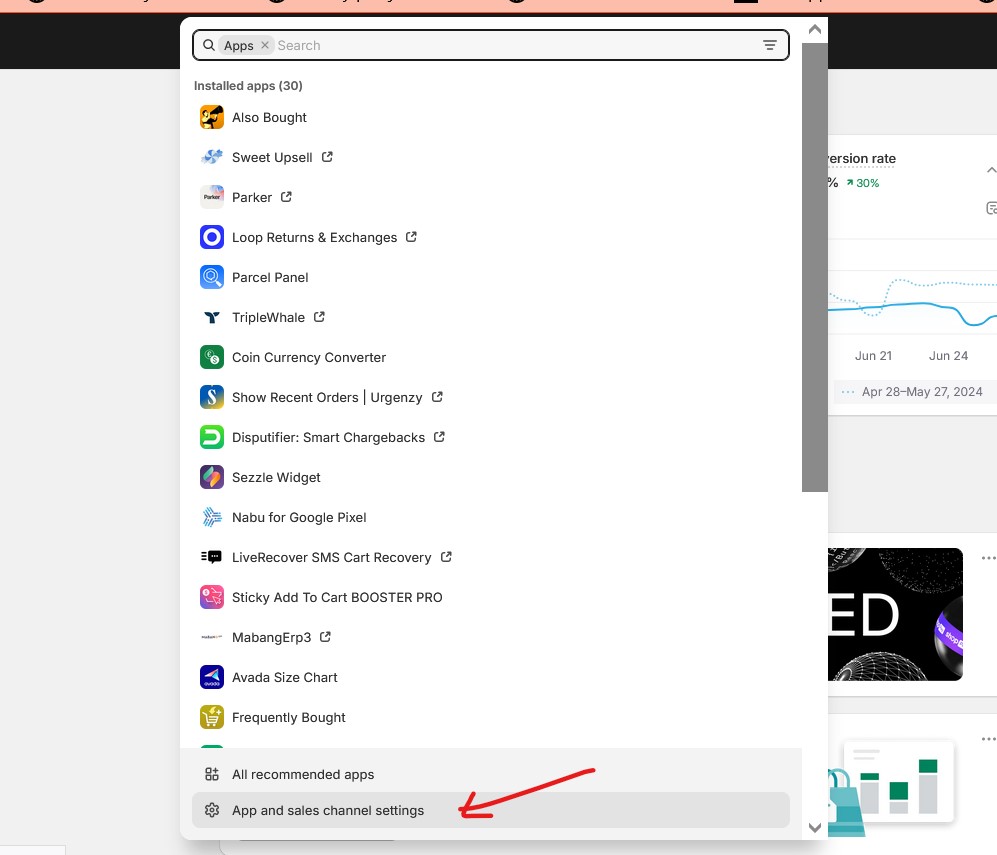 Apps × Search
Installed apps (30)
Also Bought
Sweet Upsell
Parker
Loop Returns & Exchanges
Parcel Panel
TripleWhale
Coin Currency Converter
Show Recent Orders | Urgenzy
Disputifier: Smart Chargebacks
Sezzle Widget
Nabu for Google Pixel
LiveRecover SMS Cart Recovery
Sticky Add To Cart BOOSTER PRO
MabangErp3
Avada Size Chart
Frequently Bought
All recommended apps
App and sales channel settings
version rate
% 30%
Jun 21 Jun 24
Apr 28–May 27, 2024
ED
shop